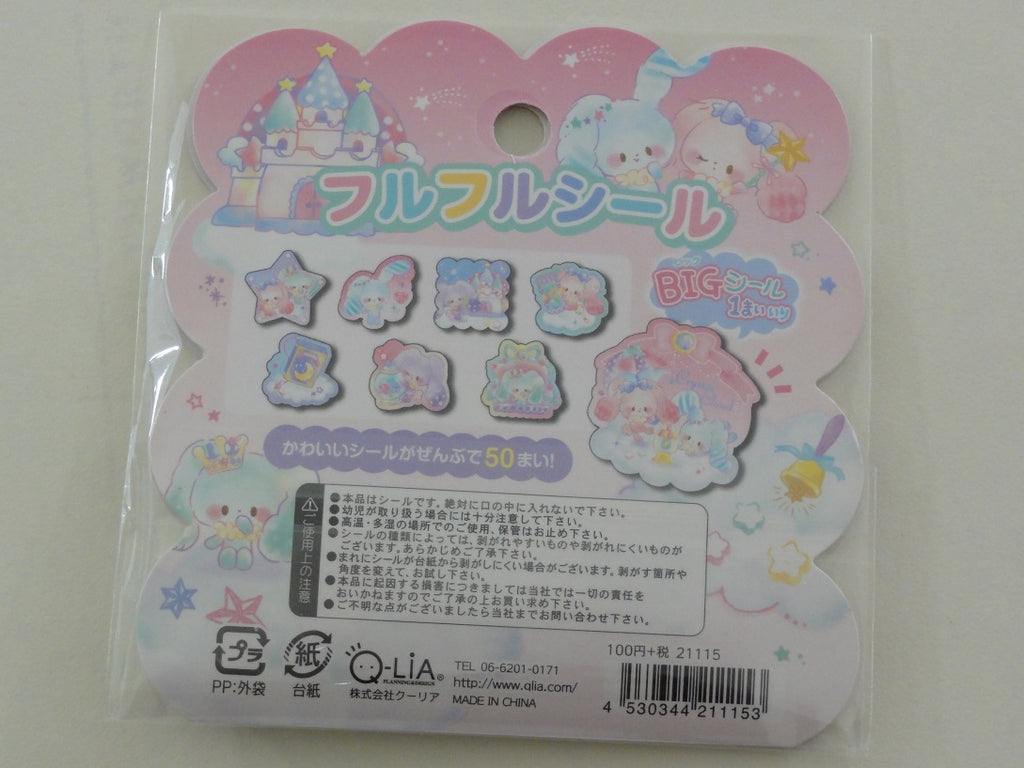 フルフルシール
ビッグ
BIGシール
1まい入り
かわいいシールがぜんぶで50まい!
ご使用上の注意
●本品はシールです。絶対に口の中に入れないで下さい。
●幼児が取り扱う場合には十分注意して下さい。
●高温・多湿の場所でのご使用、保管はお止め下さい。
●シールの種類によっては、剥がれやすいものや剥がれにくいものが
ございます。あらかじめご了承下さい。
●まれにシールが台紙から剥がしにくい場合がございます。剥がす箇所や
角度を変えて、お試し下さい。
●本品に起因する損害につきましては当社では一切の責任を
おいかねますのでご了承の上お買い求め下さい。
●ご不明な点がございましたら当社までお問い合わせ下さい。
100円+税 21115
プラ
PP:外袋
紙
台紙
Q-LiA®
PLANNING&DESIGN
株式会社クーリア
TEL 06-6201-0171
http://www.qlia.com/
MADE IN CHINA
4 530344 211153